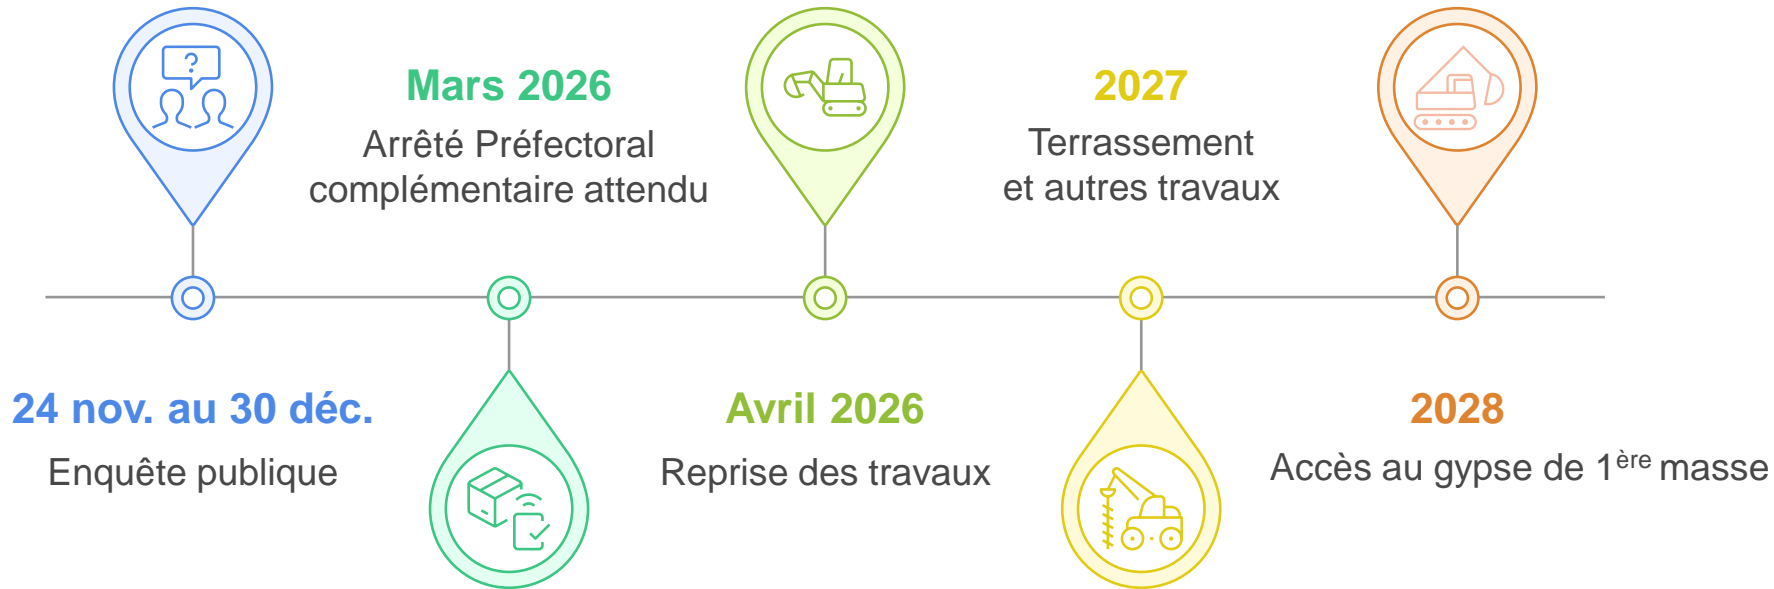 ?
24 nov. au 30 déc.
Enquête publique
Mars 2026
Arrêté Préfectoral
complémentaire attendu
Avril 2026
Reprise des travaux
2027
Terrassement
et autres travaux
2028
Accès au gypse de 1ère masse